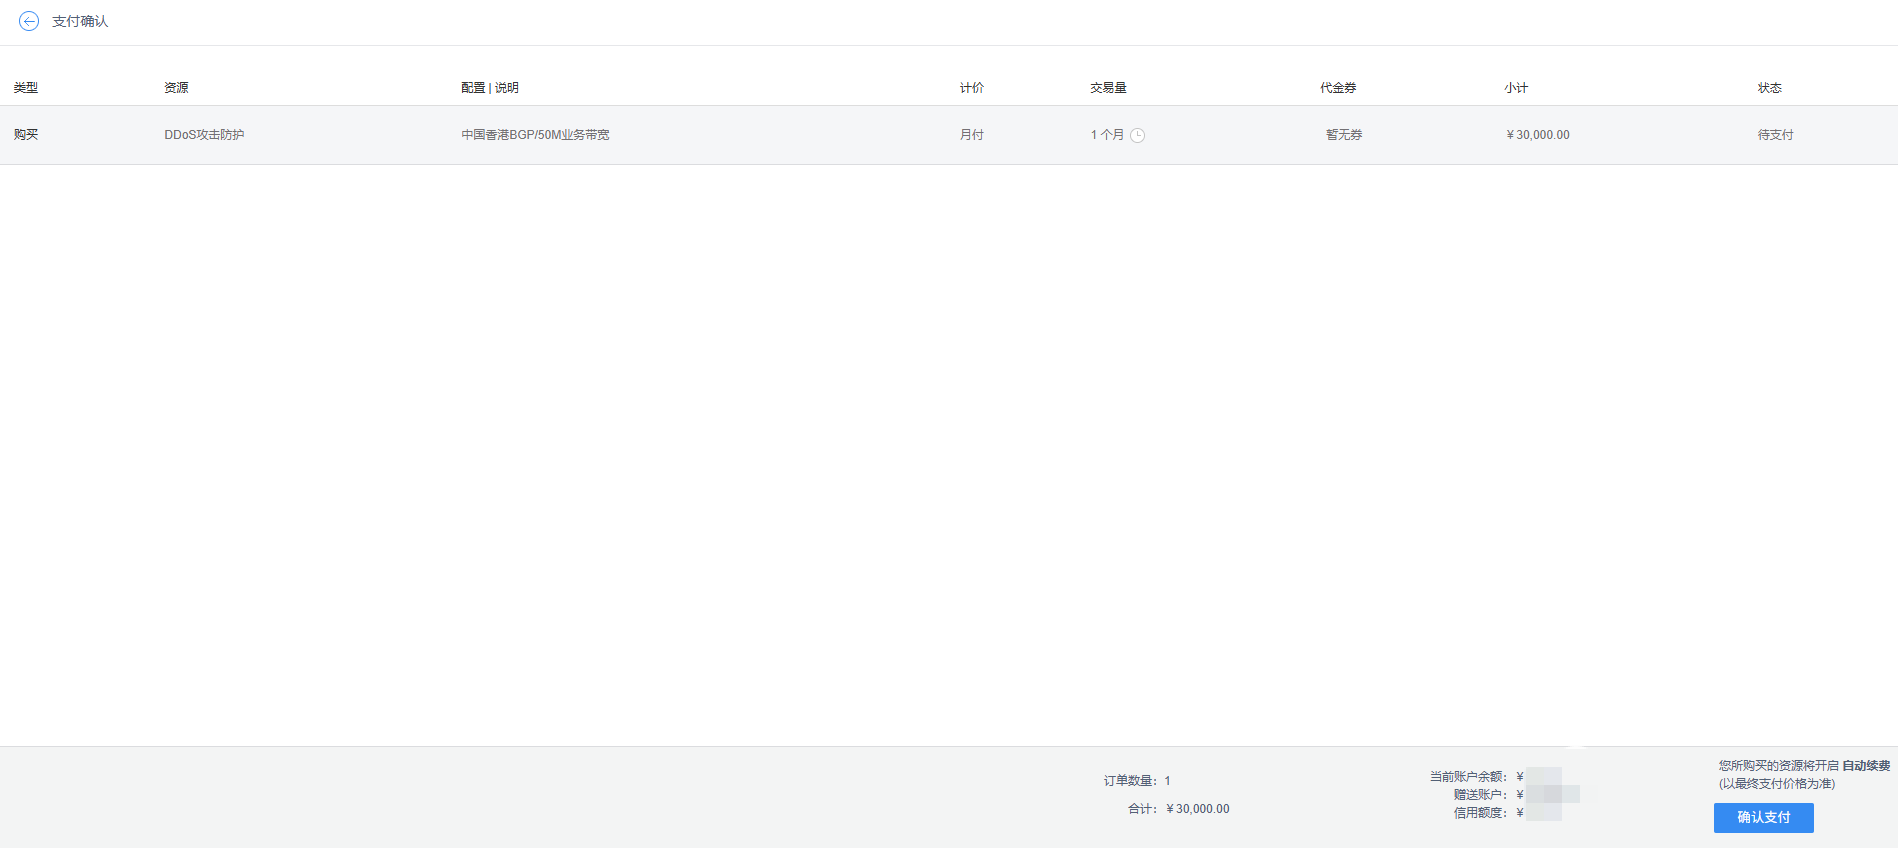 支付确认
类型 资源 配置 | 说明 计价 交易量 代金券 小计 状态
购买 DDoS攻击防护 中国香港BGP/50M业务带宽 月付 1 个月 暂无券 ¥ 30,000.00 待支付
订单数量： 1
合计： ¥ 30,000.00
当前账户余额： ¥
赠送账户： ¥
信用额度： ¥
您所购买的资源将开启 自动续费
(以最终支付价格为准)
确认支付